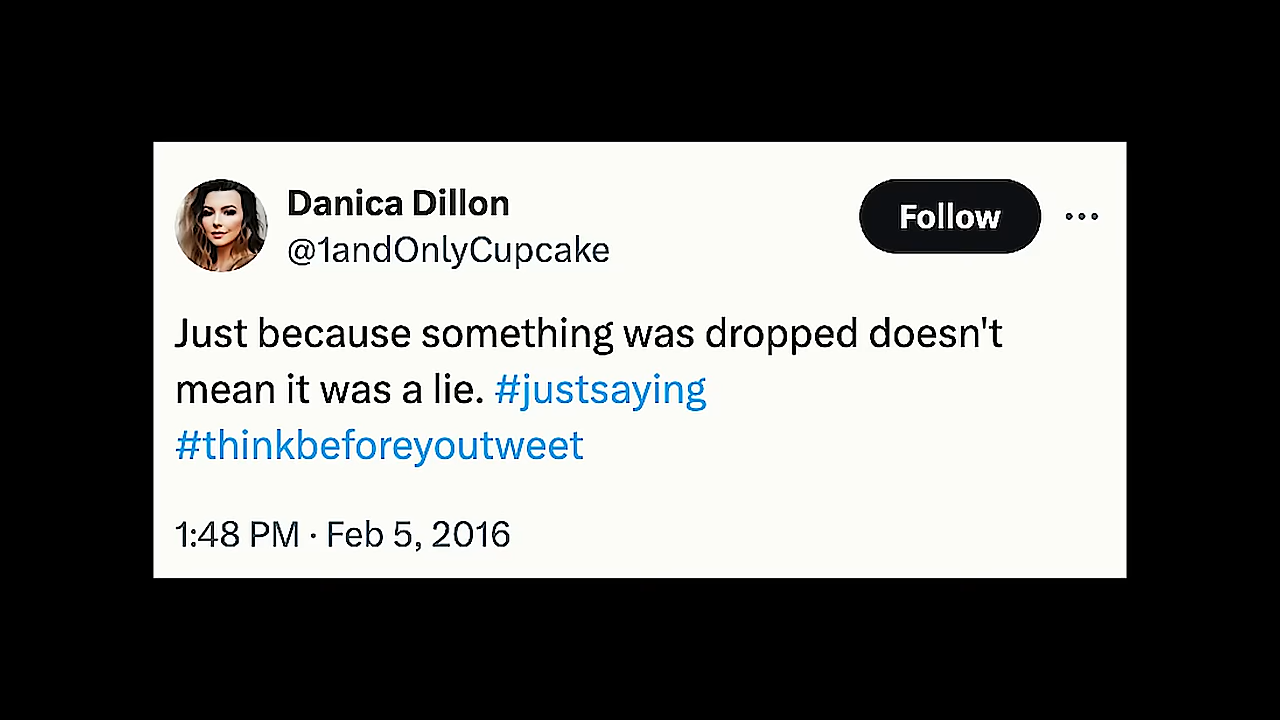 Danica Dillon
@1andOnlyCupcake
Follow
Just because something was dropped doesn't
mean it was a lie. #justsaying
#thinkbeforeyoutweet
1:48 PM · Feb 5, 2016